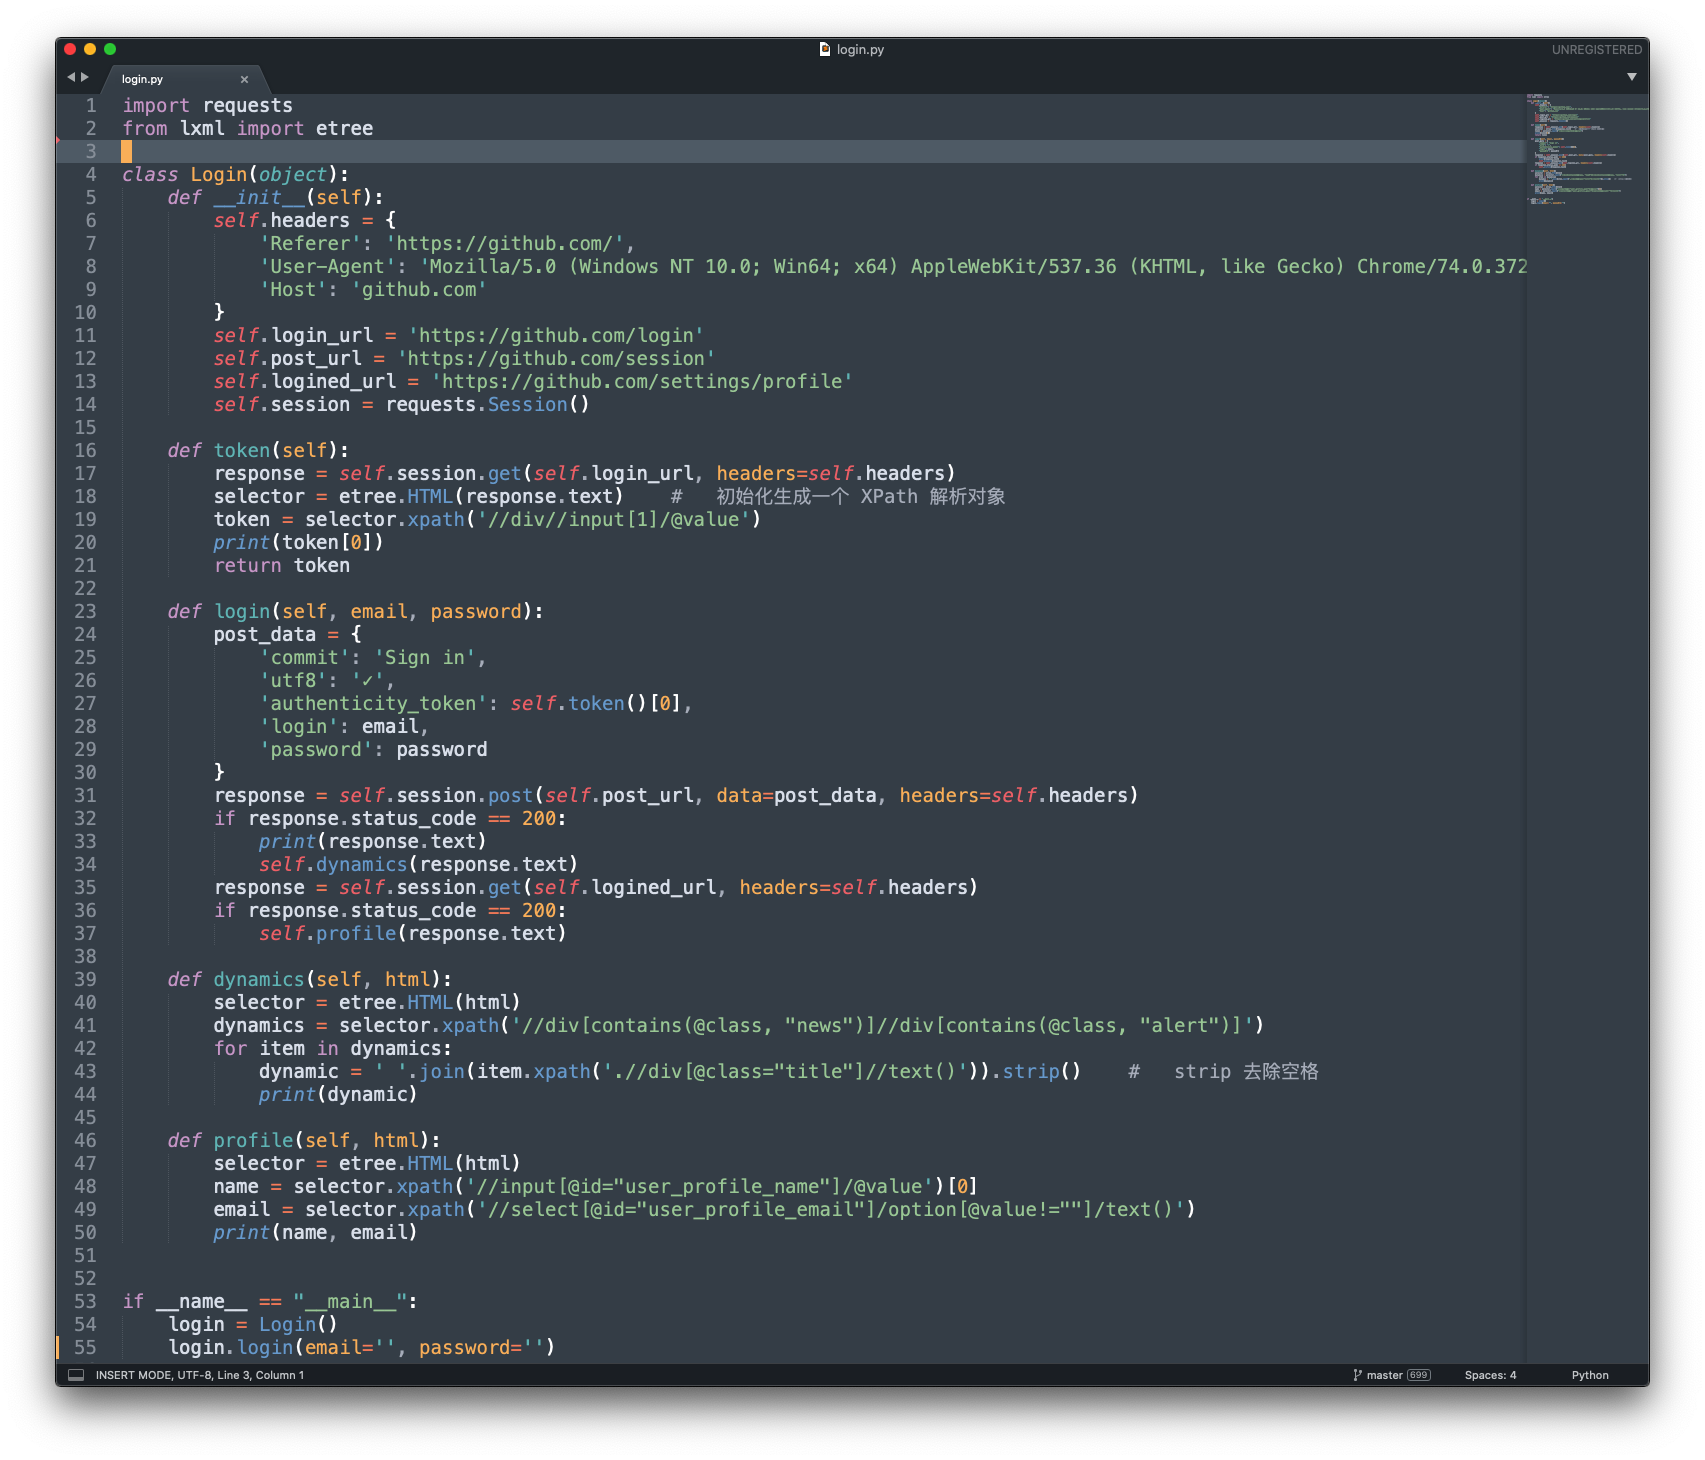 login.py
UNREGISTERED
login.py
1 import requests
2 from lxml import etree
3
4 class Login(object):
5     def __init__(self):
6         self.headers = {
7             'Referer': 'https://github.com/',
8             'User-Agent': 'Mozilla/5.0 (Windows NT 10.0; Win64; x64) AppleWebKit/537.36 (KHTML, like Gecko) Chrome/74.0.372
9             'Host': 'github.com'
10         }
11         self.login_url = 'https://github.com/login'
12         self.post_url = 'https://github.com/session'
13         self.logined_url = 'https://github.com/settings/profile'
14         self.session = requests.Session()
15
16     def token(self):
17         response = self.session.get(self.login_url, headers=self.headers)
18         selector = etree.HTML(response.text)    #   初始化生成一个 XPath 解析对象
19         token = selector.xpath('//div//input[1]/@value')
20         print(token[0])
21         return token
22
23     def login(self, email, password):
24         post_data = {
25             'commit': 'Sign in',
26             'utf8': '✓',
27             'authenticity_token': self.token()[0],
28             'login': email,
29             'password': password
30         }
31         response = self.session.post(self.post_url, data=post_data, headers=self.headers)
32         if response.status_code == 200:
33             print(response.text)
34             self.dynamics(response.text)
35         response = self.session.get(self.logined_url, headers=self.headers)
36         if response.status_code == 200:
37             self.profile(response.text)
38
39     def dynamics(self, html):
40         selector = etree.HTML(html)
41         dynamics = selector.xpath('//div[contains(@class, "news")]//div[contains(@class, "alert")]')
42         for item in dynamics:
43             dynamic = ' '.join(item.xpath('.//div[@class="title"]//text()')).strip()    #   strip 去除空格
44             print(dynamic)
45
46     def profile(self, html):
47         selector = etree.HTML(html)
48         name = selector.xpath('//input[@id="user_profile_name"]/@value')[0]
49         email = selector.xpath('//select[@id="user_profile_email"]/option[@value!=""]/text()')
50         print(name, email)
51
52
53 if __name__ == "__main__":
54     login = Login()
55     login.login(email='', password='')
INSERT MODE, UTF-8, Line 3, Column 1
master 699
Spaces: 4
Python